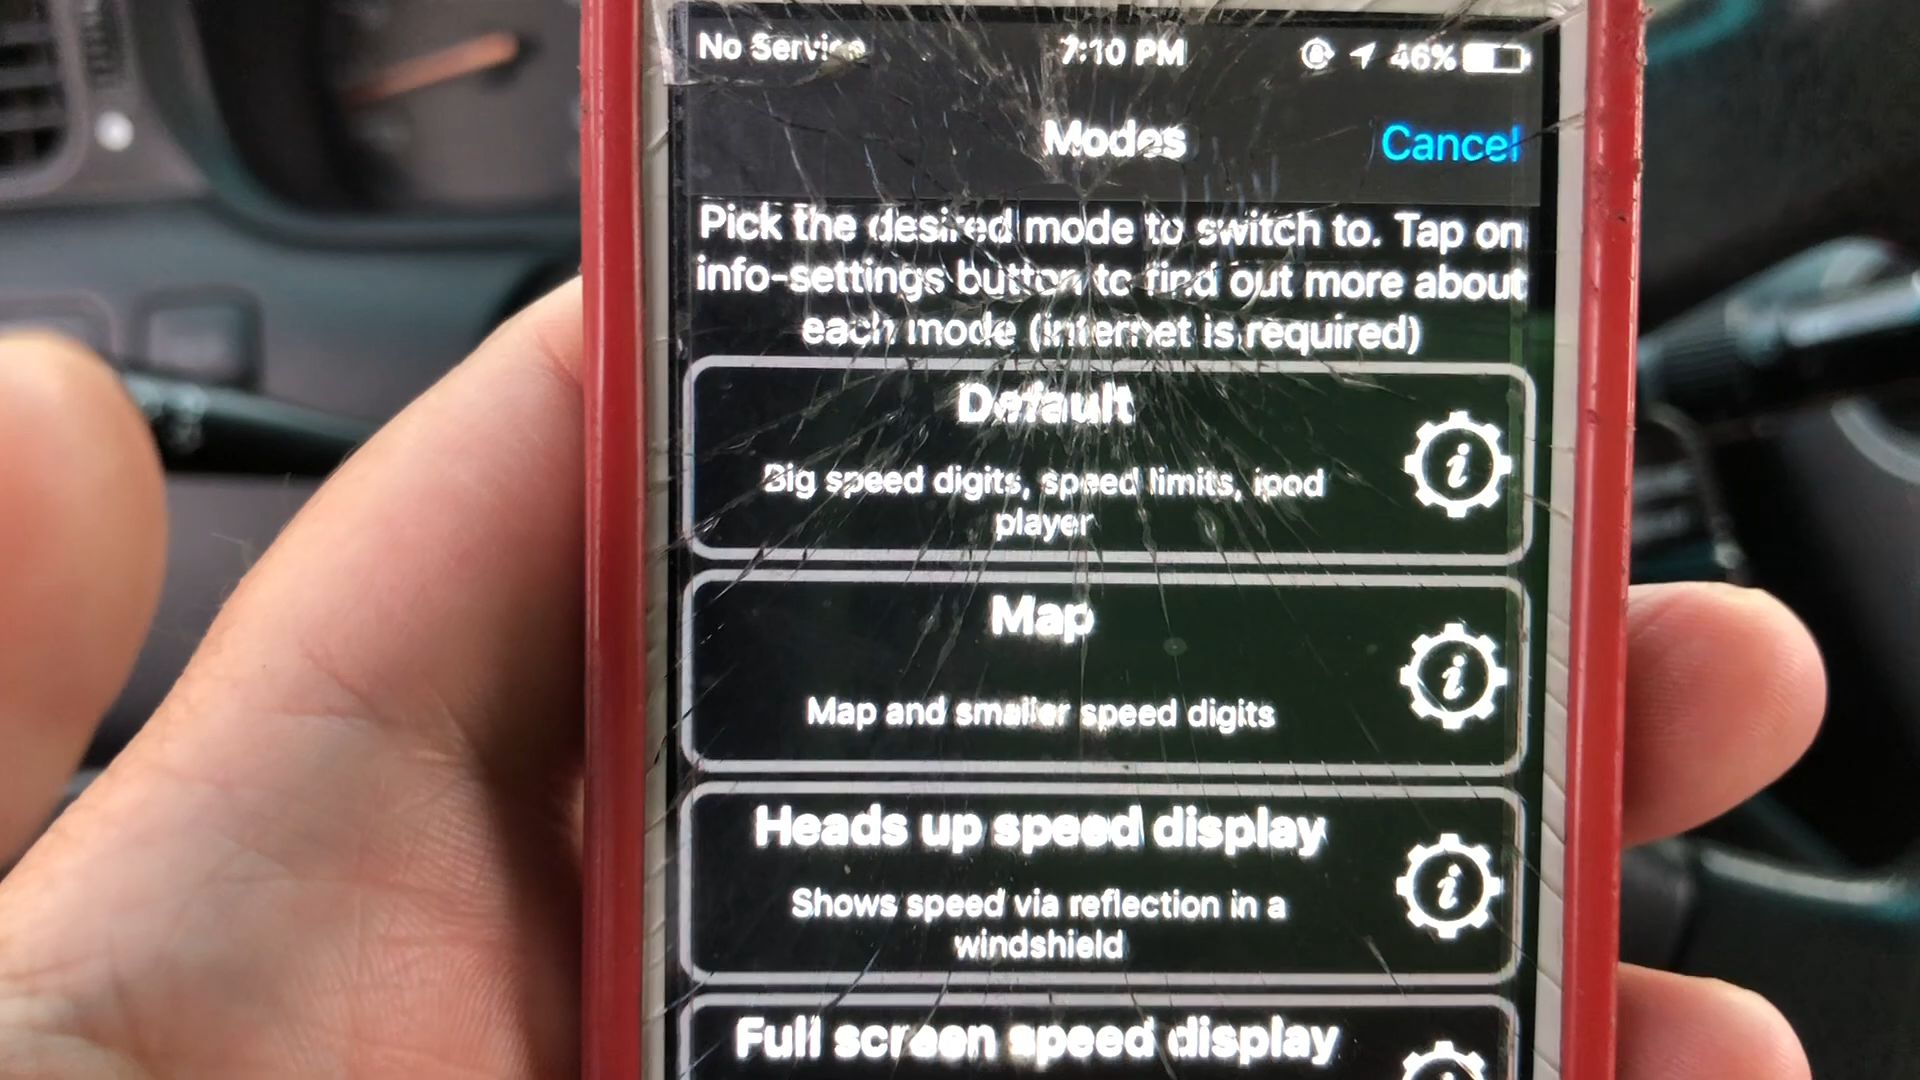 No Service 7:10 PM 46%
Modes Cancel
Pick the desired mode to switch to. Tap on
info-settings button to find out more about
each mode (internet is required)
Default
Big speed digits, speed limits, ipod
player
i
Map
Map and smaller speed digits
i
Heads up speed display
Shows speed via reflection in a
windshield
i
Full screen speed display
i